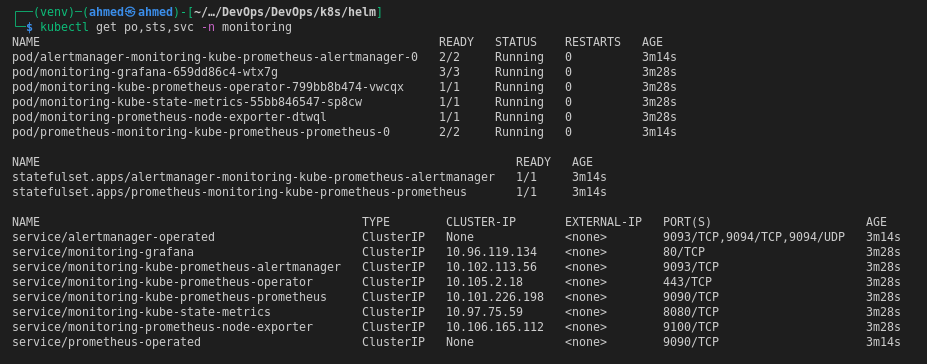 ┌──(venv)─(ahmed㉿ahmed)-[~/…/DevOps/DevOps/k8s/helm]
└─$ kubectl get po,sts,svc -n monitoring
NAME                                                         READY   STATUS    RESTARTS   AGE
pod/alertmanager-monitoring-kube-prometheus-alertmanager-0   2/2     Running   0          3m14s
pod/monitoring-grafana-659dd86c4-wtx7g                       3/3     Running   0          3m28s
pod/monitoring-kube-prometheus-operator-799bb8b474-vwcqx     1/1     Running   0          3m28s
pod/monitoring-kube-state-metrics-55bb846547-sp8cw           1/1     Running   0          3m28s
pod/monitoring-prometheus-node-exporter-dtwql                1/1     Running   0          3m28s
pod/prometheus-monitoring-kube-prometheus-prometheus-0       2/2     Running   0          3m14s

NAME                                                                    READY   AGE
statefulset.apps/alertmanager-monitoring-kube-prometheus-alertmanager   1/1     3m14s
statefulset.apps/prometheus-monitoring-kube-prometheus-prometheus       1/1     3m14s

NAME                                              TYPE        CLUSTER-IP       EXTERNAL-IP   PORT(S)                      AGE
service/alertmanager-operated                     ClusterIP   None             <none>        9093/TCP,9094/TCP,9094/UDP   3m14s
service/monitoring-grafana                        ClusterIP   10.96.119.134    <none>        80/TCP                       3m28s
service/monitoring-kube-prometheus-alertmanager   ClusterIP   10.102.113.56    <none>        9093/TCP                     3m28s
service/monitoring-kube-prometheus-operator       ClusterIP   10.105.2.18      <none>        443/TCP                      3m28s
service/monitoring-kube-prometheus-prometheus     ClusterIP   10.101.226.198   <none>        9090/TCP                     3m28s
service/monitoring-kube-state-metrics             ClusterIP   10.97.75.59      <none>        8080/TCP                     3m28s
service/monitoring-prometheus-node-exporter       ClusterIP   10.106.165.112   <none>        9100/TCP                     3m28s
service/prometheus-operated                       ClusterIP   None             <none>        9090/TCP                     3m14s